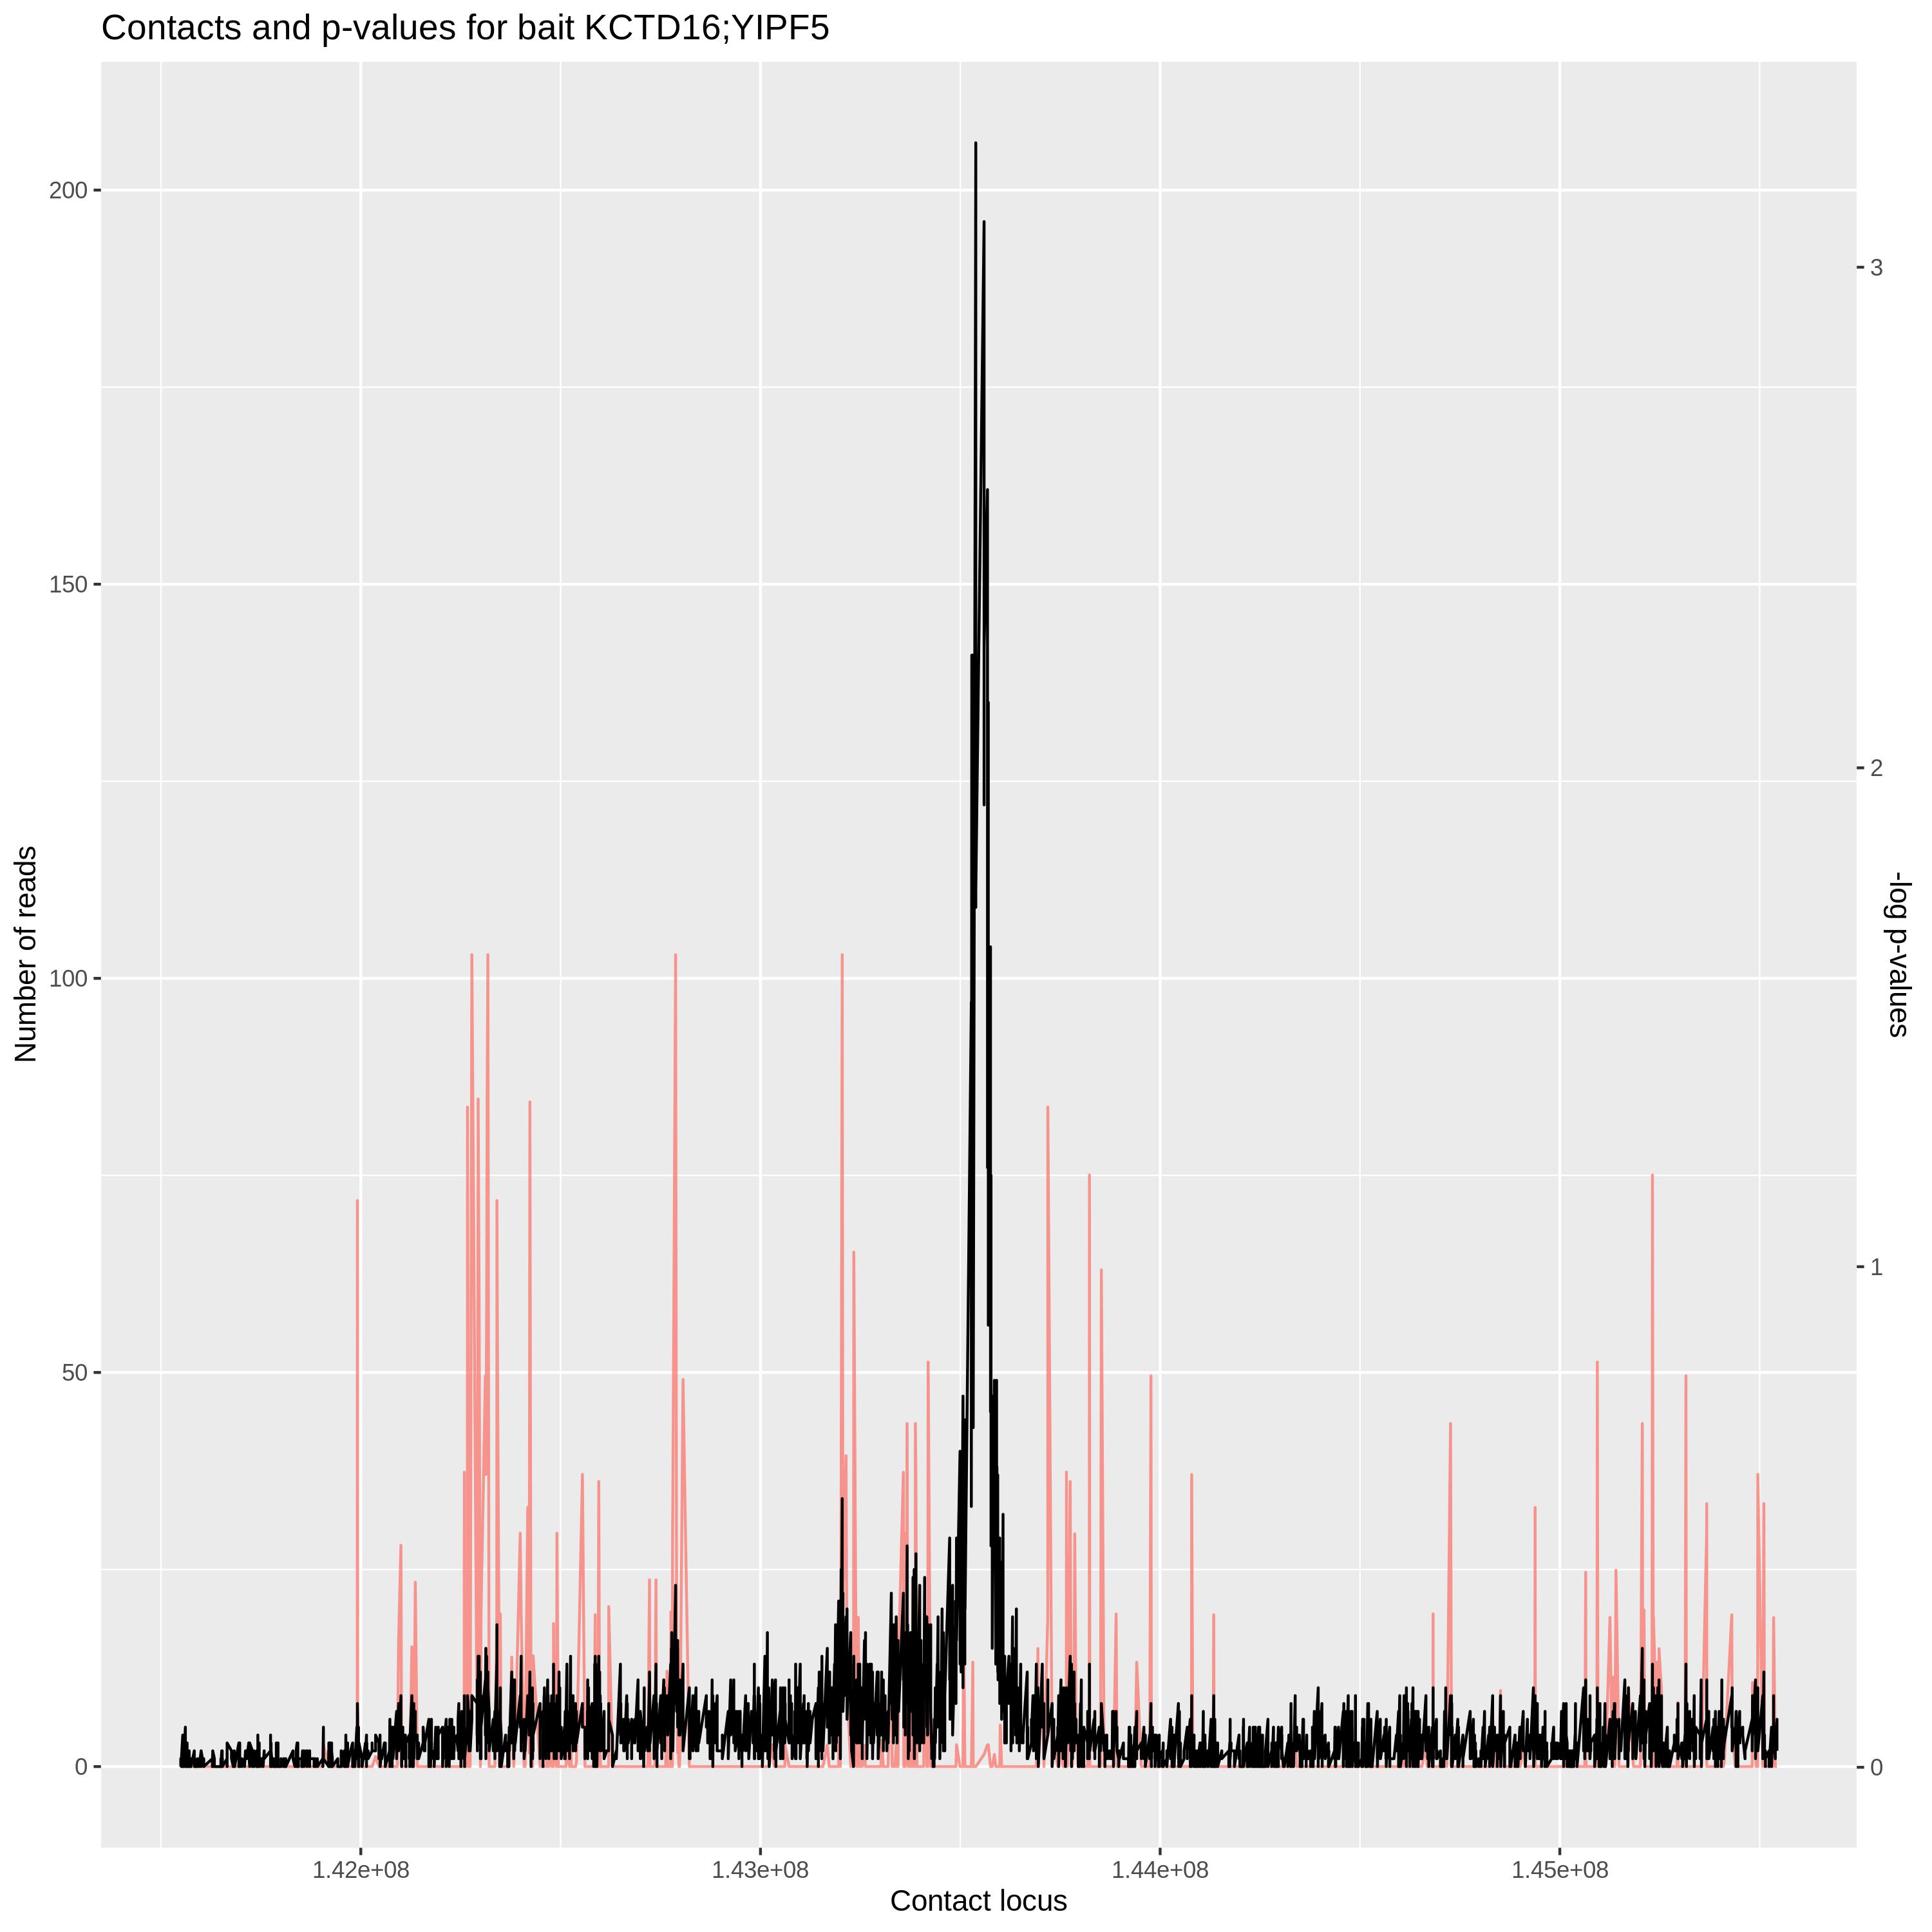 Contacts and p-values for bait KCTD16;YIPF5
200
150
100
50
0
Number of reads
3
2
1
0
-log p-values
1.42e+08
1.43e+08
1.44e+08
1.45e+08
Contact locus